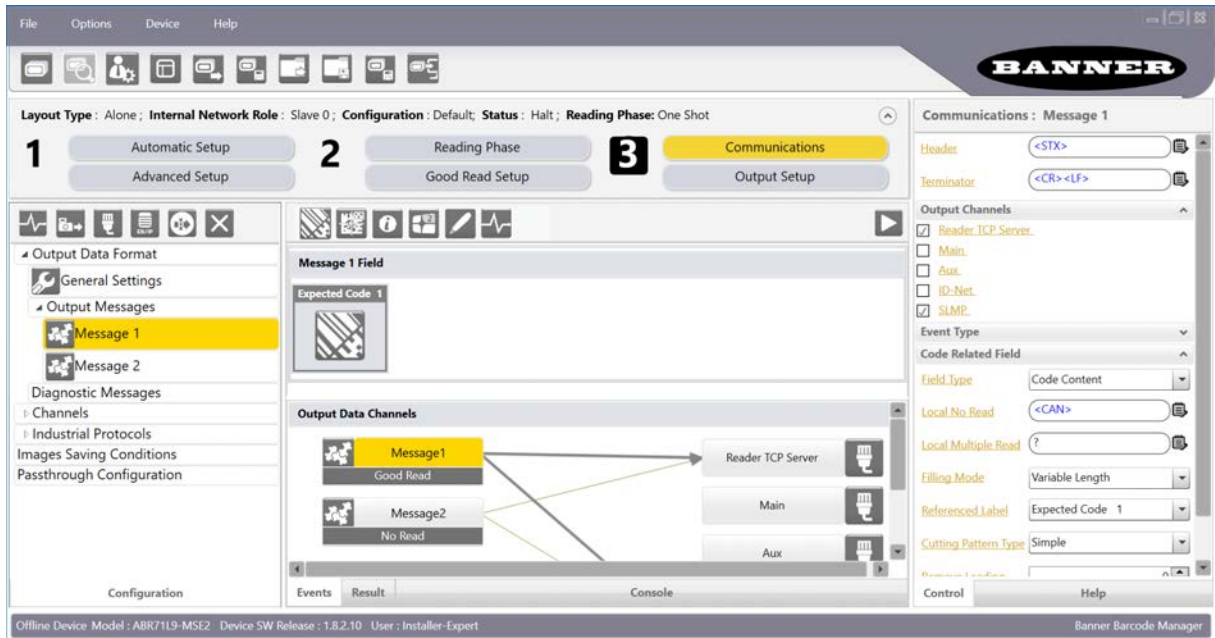 File Options Device Help
BANNER
Layout Type : Alone ; Internal Network Role : Slave 0 ; Configuration : Default; Status : Halt ; Reading Phase: One Shot
1 Automatic Setup 2 Reading Phase 3 Communications
Advanced Setup Good Read Setup Output Setup
Output Data Format
General Settings
Output Messages
Message 1
Message 2
Diagnostic Messages
Channels
Industrial Protocols
Images Saving Conditions
Passthrough Configuration
Configuration
Message 1 Field
Expected Code 1
Output Data Channels
Message1
Good Read
Message2
No Read
Reader TCP Server
Main
Aux
Events Result Console
Communications : Message 1
Header <STX>
Terminator <CR><LF>
Output Channels
Reader TCP Server
Main
Aux
ID-Net
SLMP
Event Type
Code Related Field
Field Type Code Content
Local No Read <CAN>
Local Multiple Read ?
Filling Mode Variable Length
Referenced Label Expected Code 1
Cutting Pattern Type Simple
Control Help
Offline Device Model : ABR71L9-MSE2 Device SW Release : 1.8.2.10 User : Installer-Expert
Banner Barcode Manager